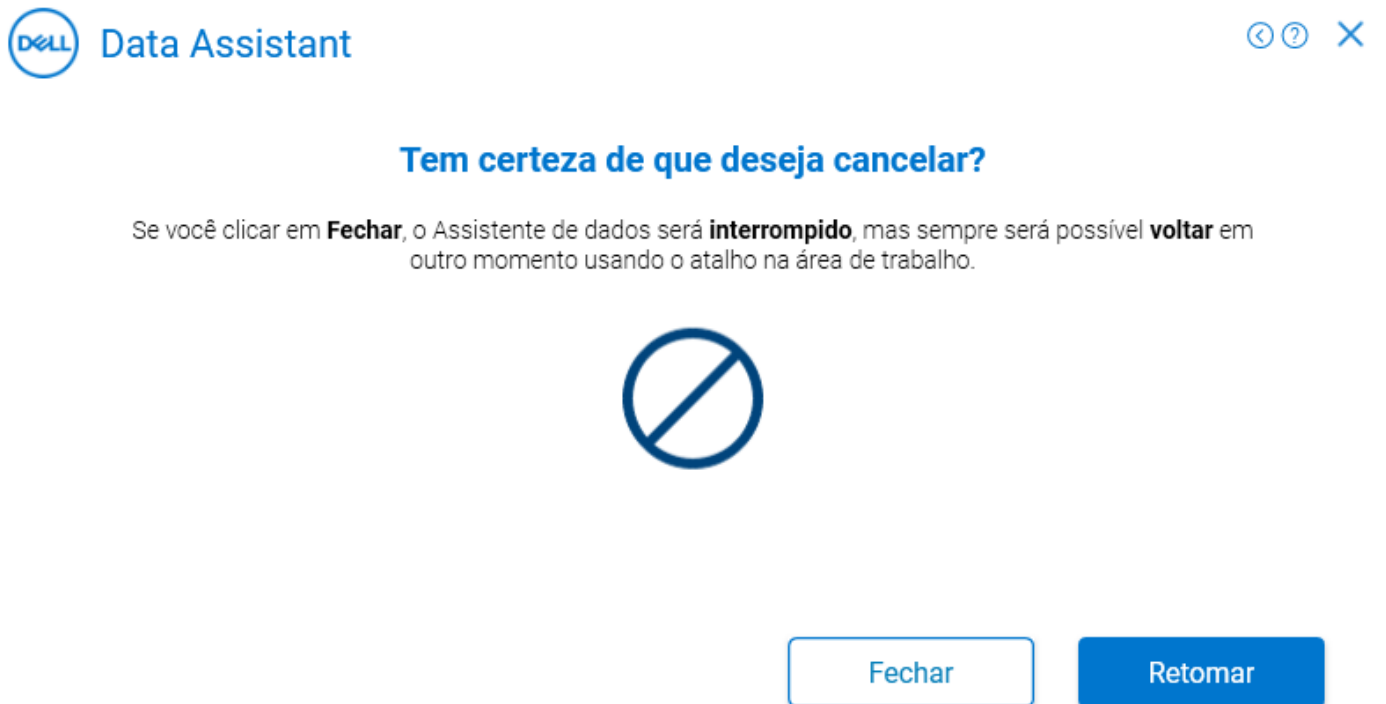 DELL Data Assistant
Tem certeza de que deseja cancelar?
Se você clicar em Fechar, o Assistente de dados será interrompido, mas sempre será possível voltar em
outro momento usando o atalho na área de trabalho.
Fechar Retomar